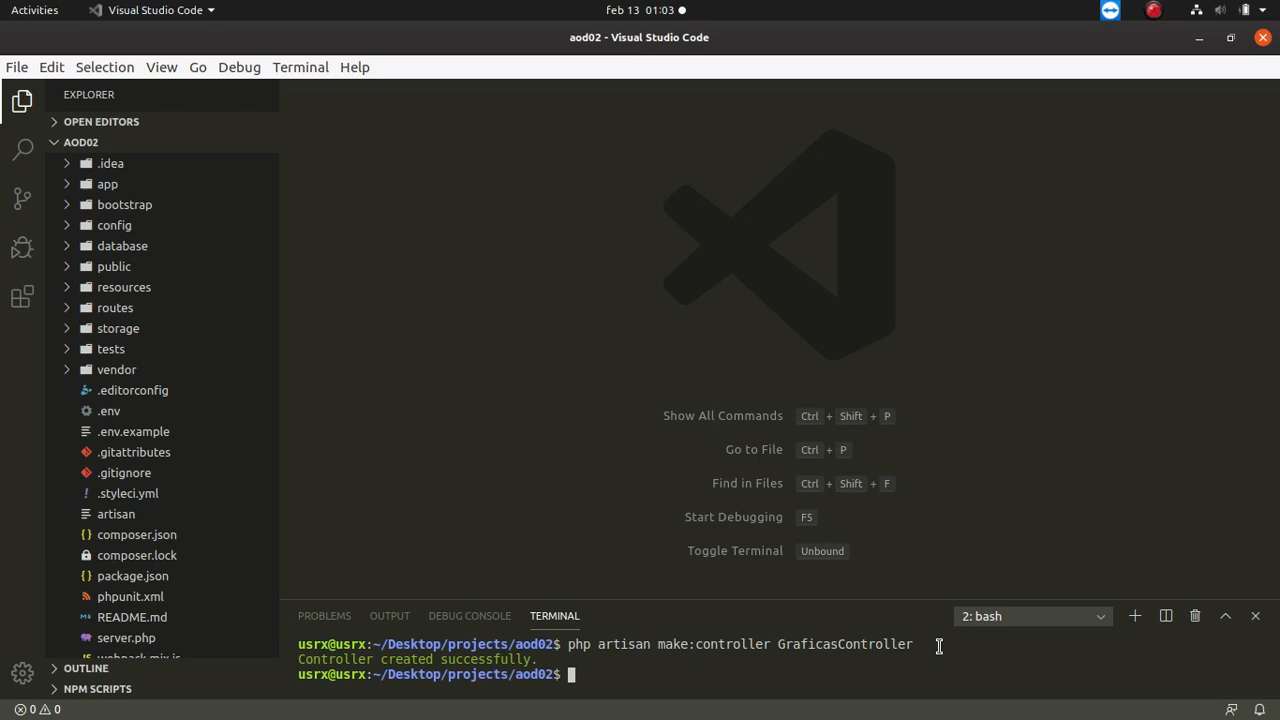 Activities
Visual Studio Code
feb 13 01:03
aod02 - Visual Studio Code
File Edit Selection View Go Debug Terminal Help
EXPLORER
OPEN EDITORS
AOD02
.idea
app
bootstrap
config
database
public
resources
routes
storage
tests
vendor
.editorconfig
.env
.env.example
.gitattributes
.gitignore
.styleci.yml
artisan
composer.json
composer.lock
package.json
phpunit.xml
README.md
server.php
webpack.mix.js
OUTLINE
NPM SCRIPTS
Show All Commands Ctrl + Shift + P
Go to File Ctrl + P
Find in Files Ctrl + Shift + F
Start Debugging F5
Toggle Terminal Unbound
PROBLEMS OUTPUT DEBUG CONSOLE TERMINAL
2: bash
usrx@usrx:~/Desktop/projects/aod02$ php artisan make:controller GraficasController
Controller created successfully.
usrx@usrx:~/Desktop/projects/aod02$
0 0